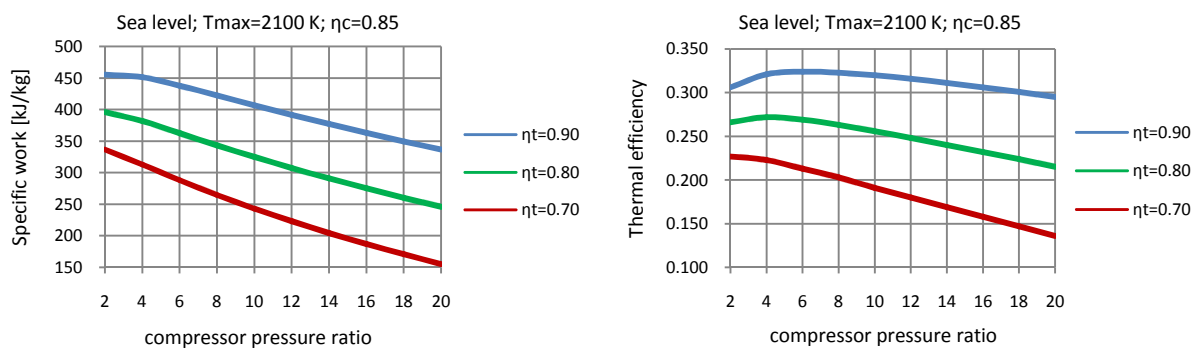 Sea level; Tmax=2100 K; ηc=0.85
Specific work [kJ/kg]
500
450
400
350
300
250
200
150
2 4 6 8 10 12 14 16 18 20
compressor pressure ratio
ηt=0.90
ηt=0.80
ηt=0.70
Sea level; Tmax=2100 K; ηc=0.85
Thermal efficiency
0.350
0.300
0.250
0.200
0.150
0.100
2 4 6 8 10 12 14 16 18 20
compressor pressure ratio
ηt=0.90
ηt=0.80
ηt=0.70